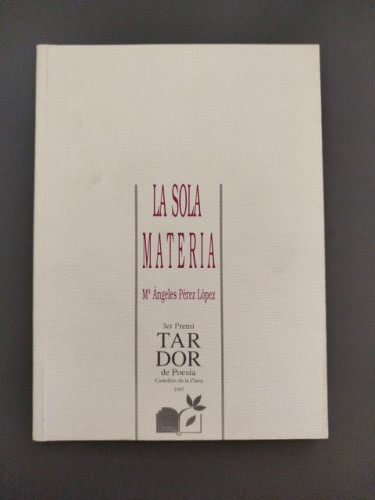 LA SOLA
MATERIA
Mª Ángeles Pérez López
3er Premi
TAR
DOR
de Poesia
Castellón de la Plana
1997